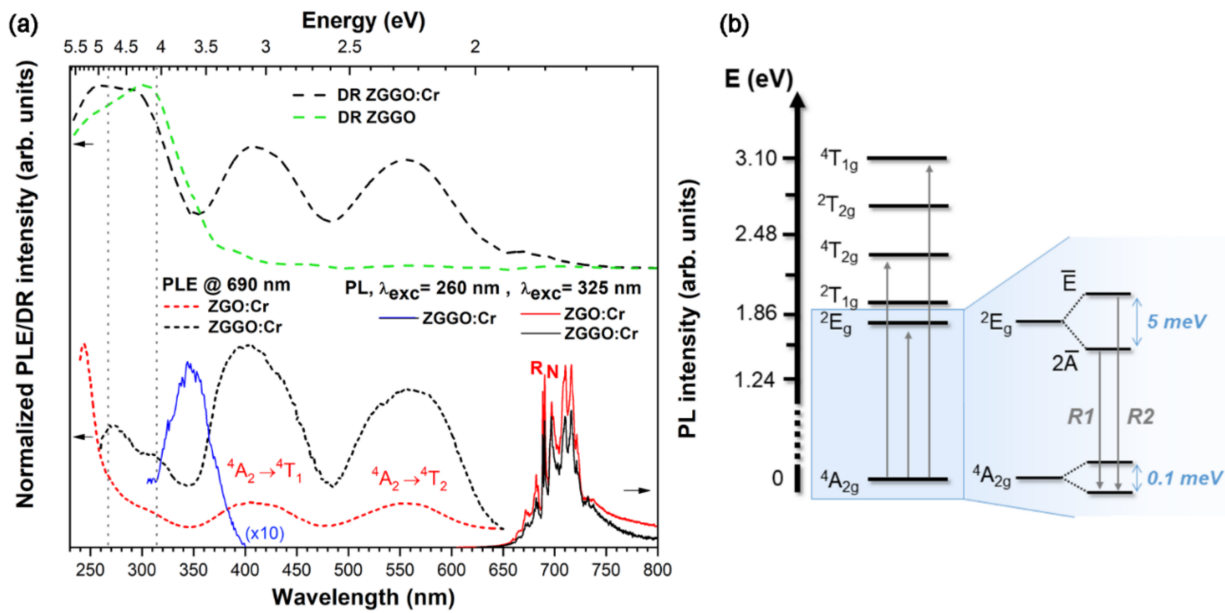 (a)
Energy (eV)
5.5 5 4.5 4 3.5 3 2.5 2
DR ZGGO:Cr
DR ZGGO
Normalized PLE/DR intensity (arb. units)
PLE @ 690 nm
ZGO:Cr
ZGGO:Cr
PL, λexc= 260 nm , λexc= 325 nm
ZGGO:Cr
ZGO:Cr
ZGGO:Cr
R N
⁴A₂→⁴T₁
⁴A₂→⁴T₂
(x10)
PL intensity (arb. units)
250 300 350 400 450 500 550 600 650 700 750 800
Wavelength (nm)
(b)
E (eV)
3.10
2.48
1.86
1.24
0
⁴T1g
²T2g
⁴T2g
²T1g
²Eg
⁴A2g
E̅
²Eg
5 meV
2A̅
R1 R2
⁴A2g
0.1 meV